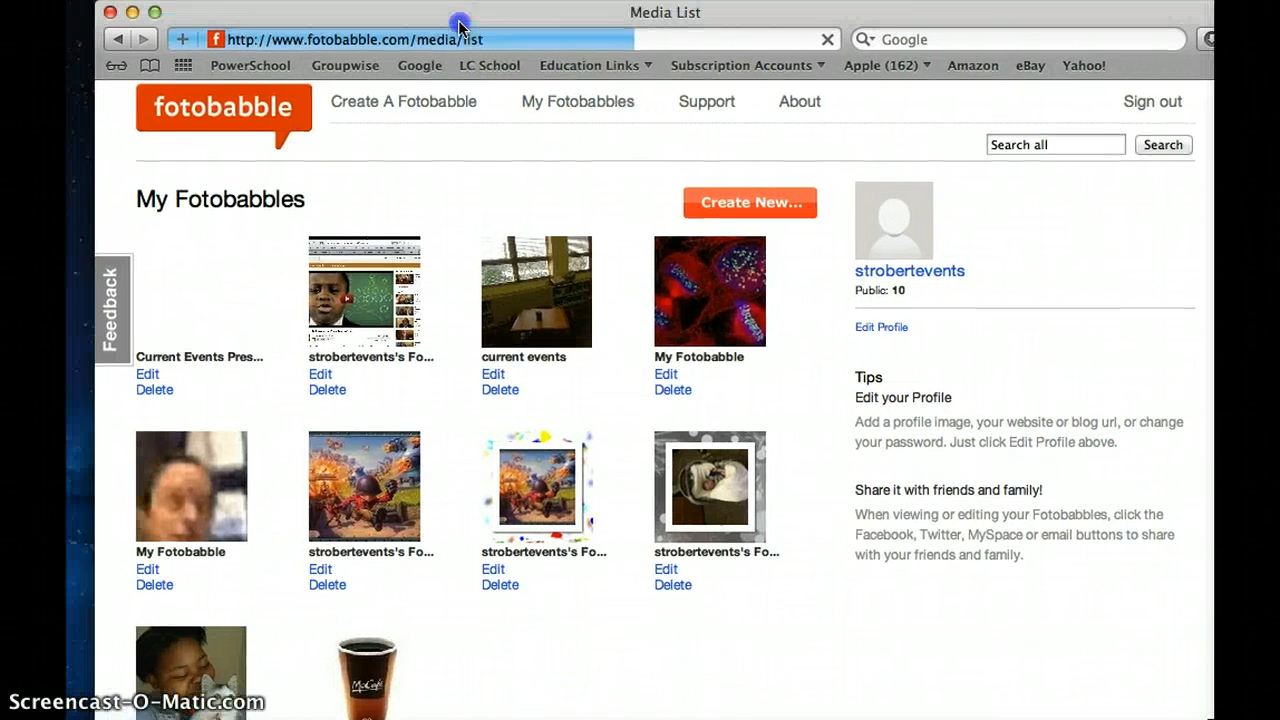 Media List
http://www.fotobabble.com/media/list
Google
PowerSchool Groupwise Google LC School Education Links Subscription Accounts Apple (162) Amazon eBay Yahoo!
fotobabble
Create A Fotobabble My Fotobabbles Support About Sign out
Search all Search
My Fotobabbles
Create New...
Feedback
Current Events Pres... strobertevents's Fo... current events My Fotobabble
Edit Edit Edit Edit
Delete Delete Delete Delete
My Fotobabble strobertevents's Fo... strobertevents's Fo... strobertevents's Fo...
Edit Edit Edit Edit
Delete Delete Delete Delete
McCafé
strobertevents
Public: 10
Edit Profile
Tips
Edit your Profile
Add a profile image, your website or blog url, or change
your password. Just click Edit Profile above.
Share it with friends and family!
When viewing or editing your Fotobabbles, click the
Facebook, Twitter, MySpace or email buttons to share
with your friends and family.
Screencast-O-Matic.com